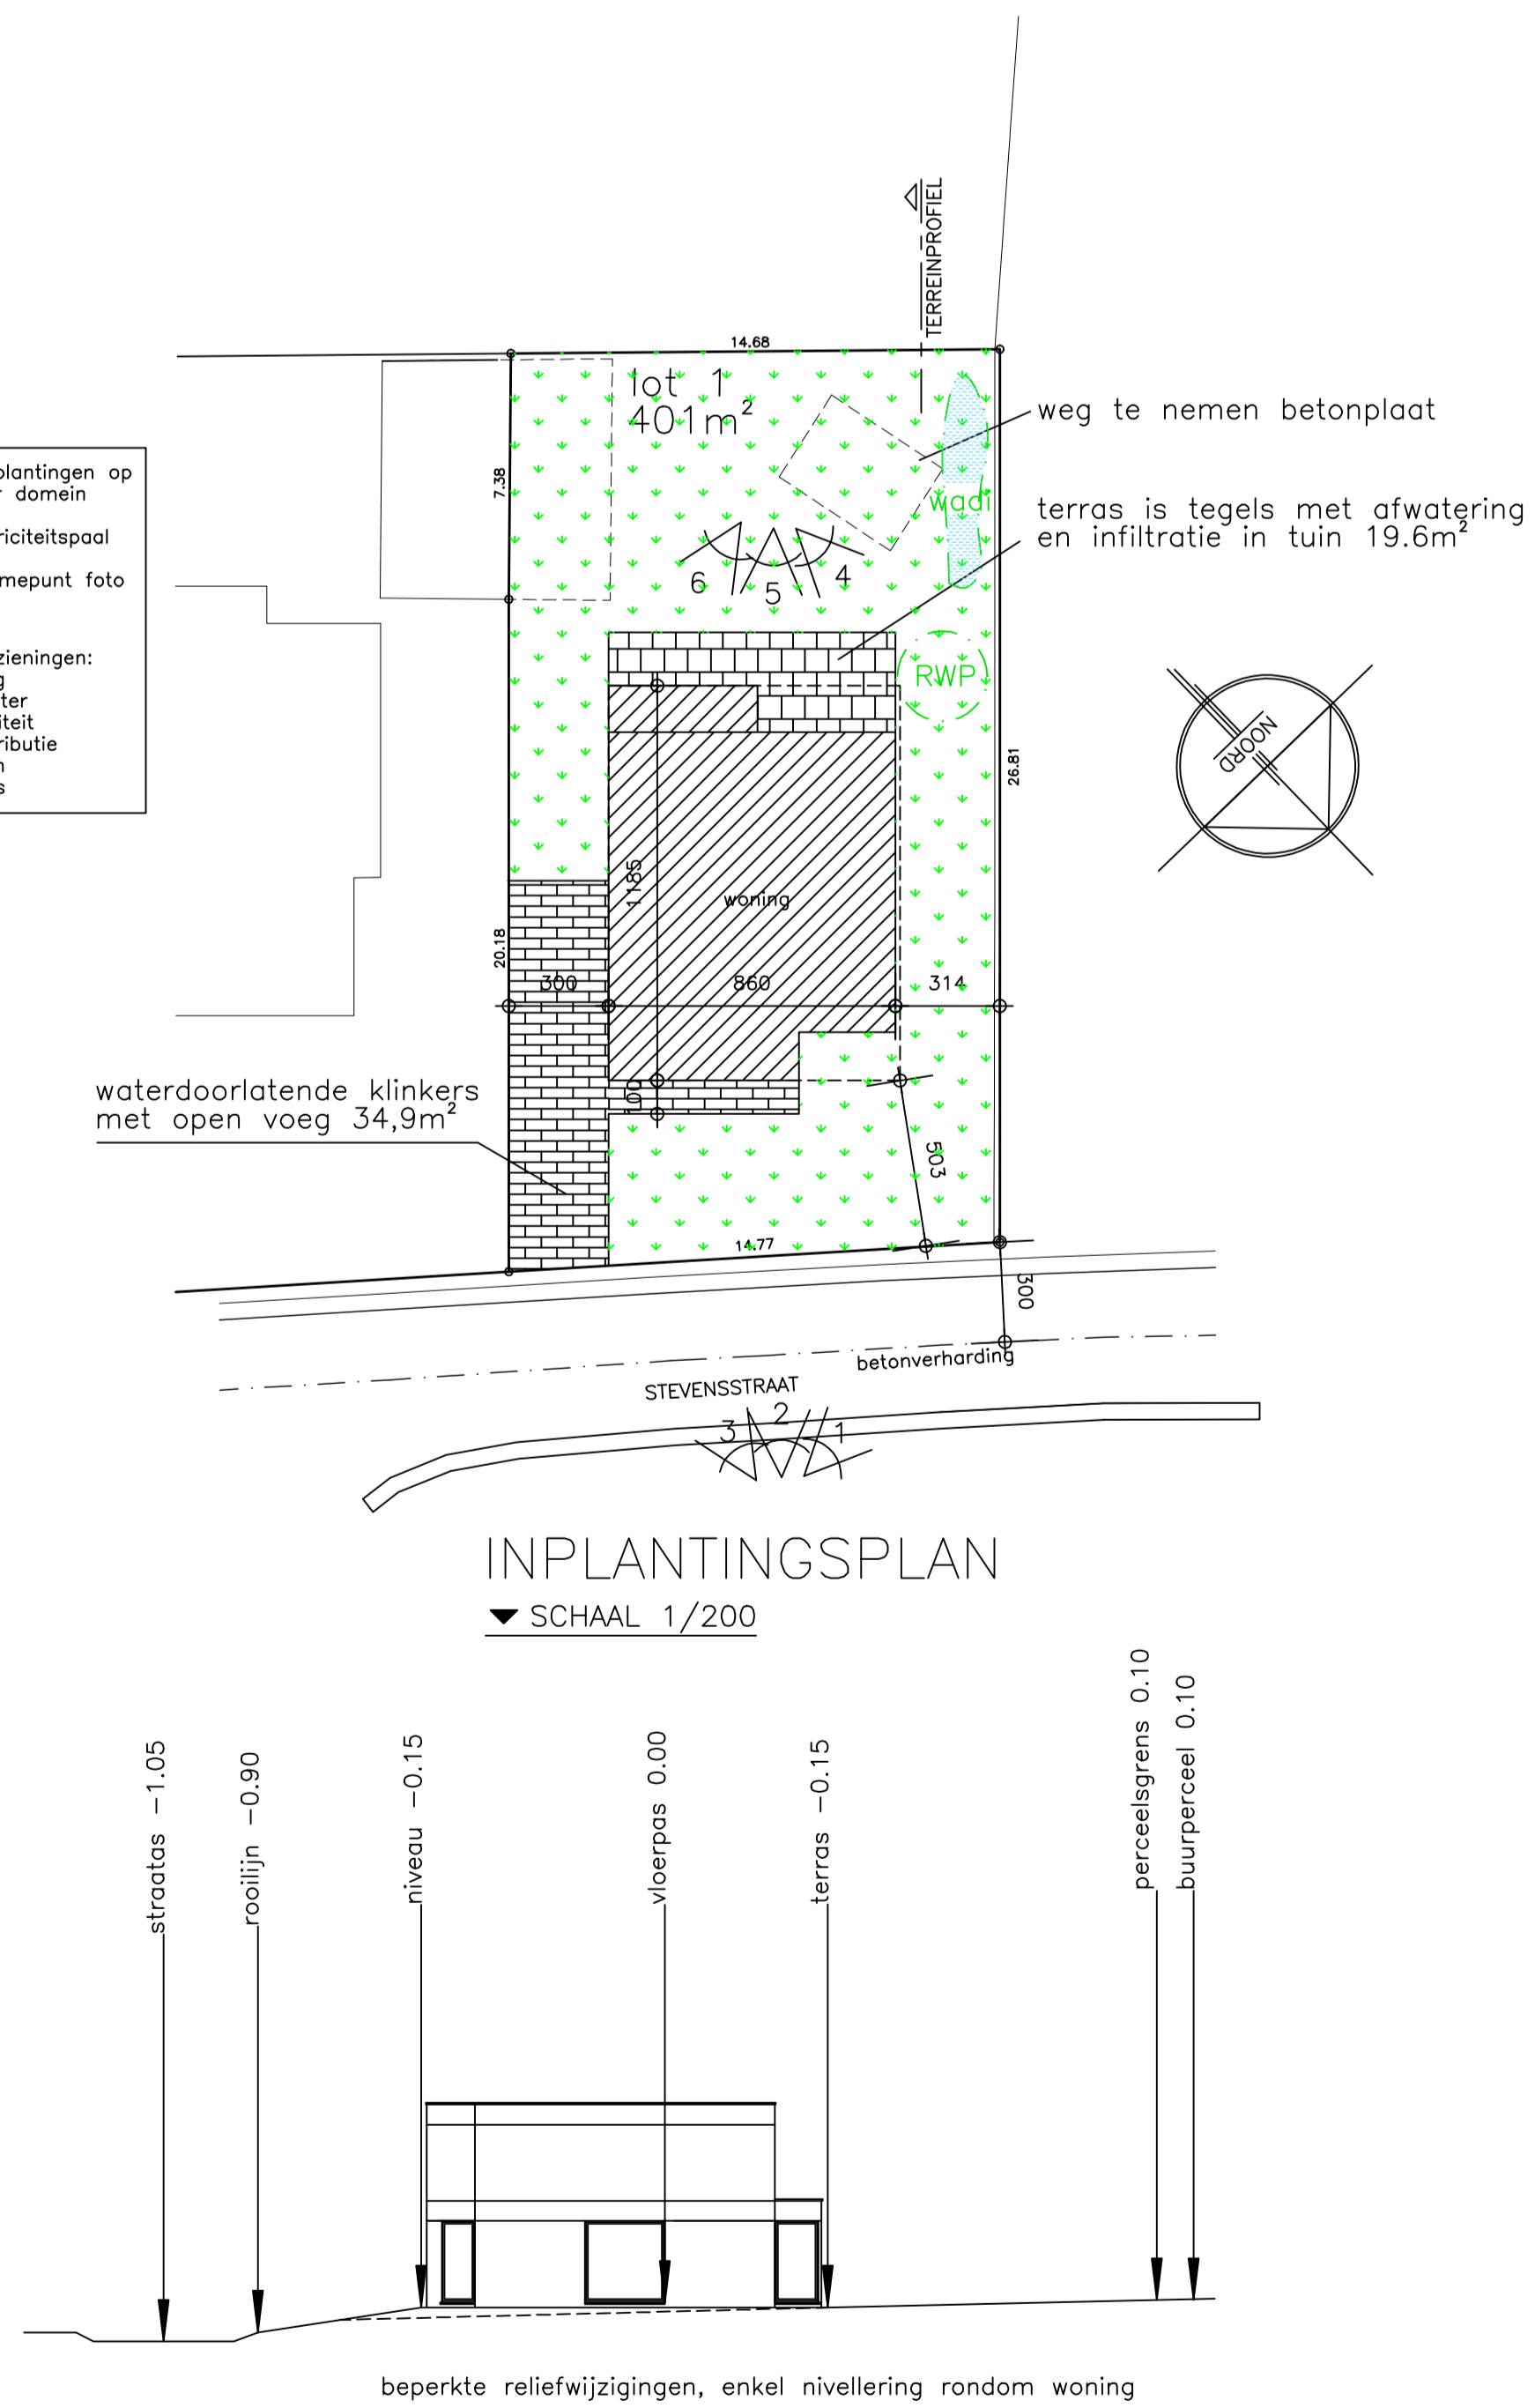 TERREINPROFIEL
14.68
lot 1
401m²
weg te nemen betonplaat
terras is tegels met afwatering
en infiltratie in tuin 19.6m²
wadi
7.38
6
5
4
RWP
NOORD
26.81
1185
woning
20.18
300
860
314
waterdoorlatende klinkers
met open voeg 34,9m²
100
503
14.77
300
betonverharding
STEVENSSTRAAT
3
2
1
domein
foto
INPLANTINGSPLAN
SCHAAL 1/200
straatas -1.05
rooilijn -0.90
niveau -0.15
vloerpas 0.00
terras -0.15
perceelsgrens 0.10
buurperceel 0.10
beperkte reliefwijzigingen, enkel nivellering rondom woning